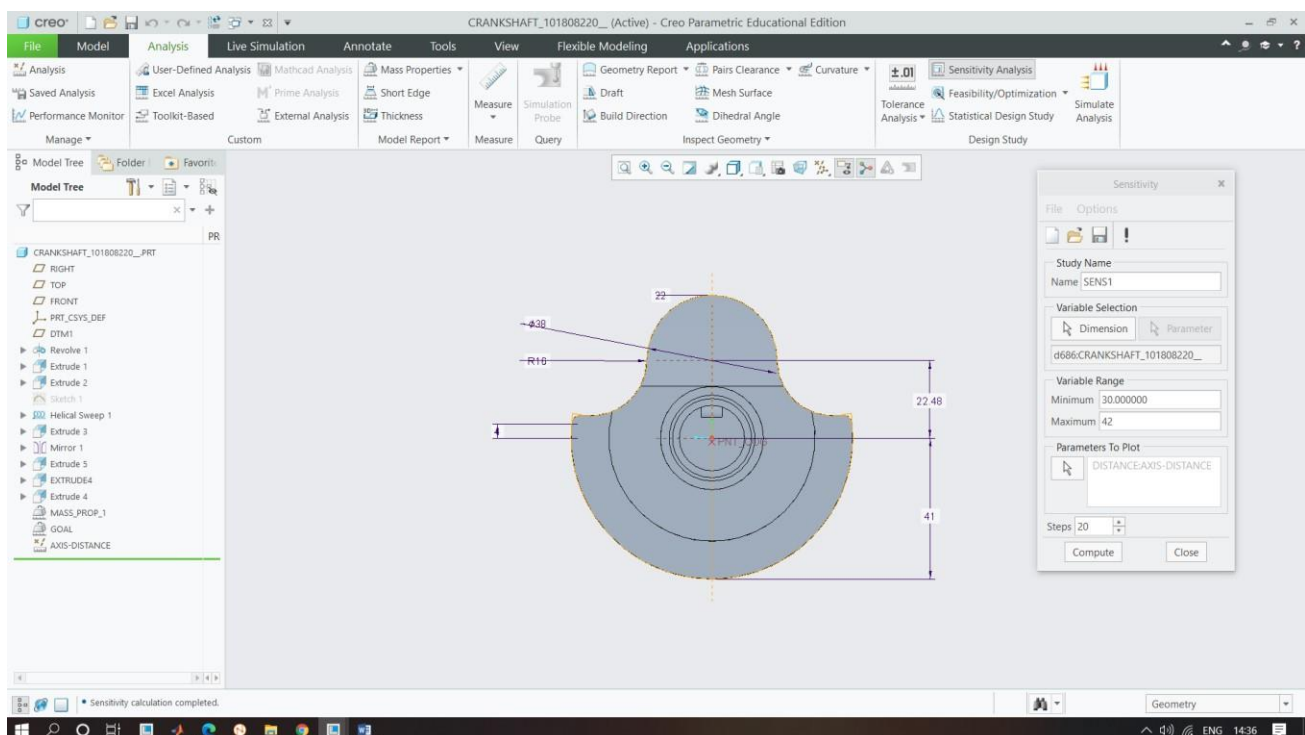 creo® CRANKSHAFT_101808220__ (Active) - Creo Parametric Educational Edition
File Model Analysis Live Simulation Annotate Tools View Flexible Modeling Applications
Analysis User-Defined Analysis Mathcad Analysis Mass Properties Geometry Report Pairs Clearance Curvature Sensitivity Analysis
Saved Analysis Excel Analysis Prime Analysis Short Edge Measure Simulation Probe Draft Mesh Surface ±.01 Tolerance Analysis Feasibility/Optimization Simulate Analysis
Performance Monitor Toolkit-Based External Analysis Thickness Build Direction Dihedral Angle Statistical Design Study
Manage Custom Model Report Measure Query Inspect Geometry Design Study
Model Tree Folder Favorit
Model Tree
PR
CRANKSHAFT_101808220__.PRT
RIGHT
TOP
FRONT
PRT_CSYS_DEF
DTM1
Revolve 1
Extrude 1
Extrude 2
Sketch 1
Helical Sweep 1
Extrude 3
Mirror 1
Extrude 5
EXTRUDE4
Extrude 4
MASS_PROP_1
GOAL
AXIS-DISTANCE
22
ϕ38
R16
22.48
4
41
Sensitivity
File Options
Study Name
Name SENS1
Variable Selection
Dimension Parameter
d686:CRANKSHAFT_101808220__
Variable Range
Minimum 30.000000
Maximum 42
Parameters To Plot
DISTANCE:AXIS-DISTANCE
Steps 20
Compute Close
• Sensitivity calculation completed.
Geometry
ENG 14:36